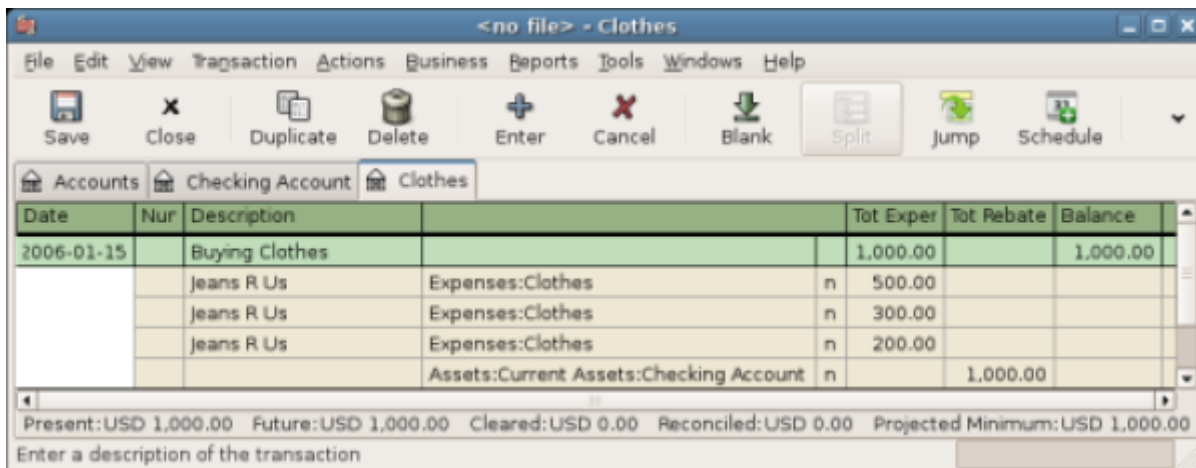 <no file> - Clothes
File Edit View Transaction Actions Business Reports Tools Windows Help
Save Close Duplicate Delete Enter Cancel Blank Split Jump Schedule
Accounts Checking Account Clothes
Date Nur Description Tot Exper Tot Rebate Balance
2006-01-15 Buying Clothes 1,000.00 1,000.00
Jeans R Us Expenses:Clothes n 500.00
Jeans R Us Expenses:Clothes n 300.00
Jeans R Us Expenses:Clothes n 200.00
Assets:Current Assets:Checking Account n 1,000.00
Present:USD 1,000.00 Future:USD 1,000.00 Cleared:USD 0.00 Reconciled:USD 0.00 Projected Minimum:USD 1,000.00
Enter a description of the transaction